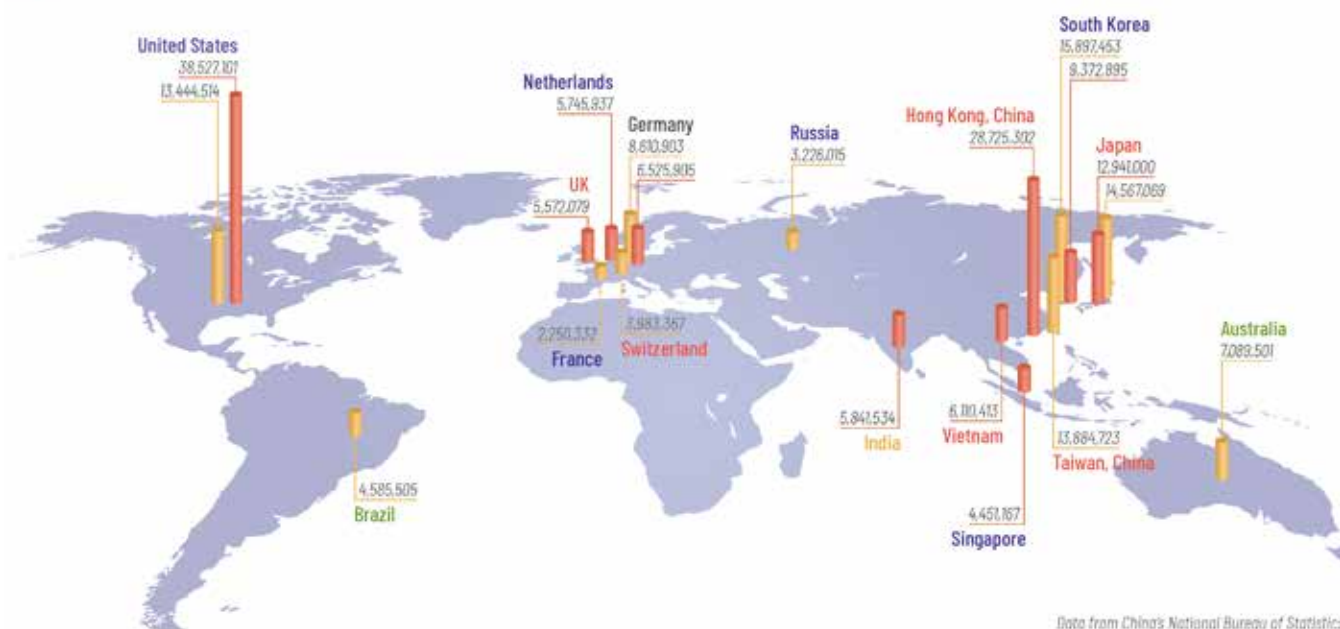 United States
38,527,101
13,444,514
Netherlands
5,745,937
Germany
8,610,903
6,525,905
UK
5,572,079
Russia
3,226,015
South Korea
15,897,453
9,372,895
Hong Kong, China
28,725,302
Japan
12,941,000
14,567,069
2,250,332
France
3,983,367
Switzerland
Australia
7,089,501
5,841,534
India
6,110,413
Vietnam
13,884,723
Taiwan, China
4,585,505
Brazil
4,451,167
Singapore
Data from China's National Bureau of Statistics